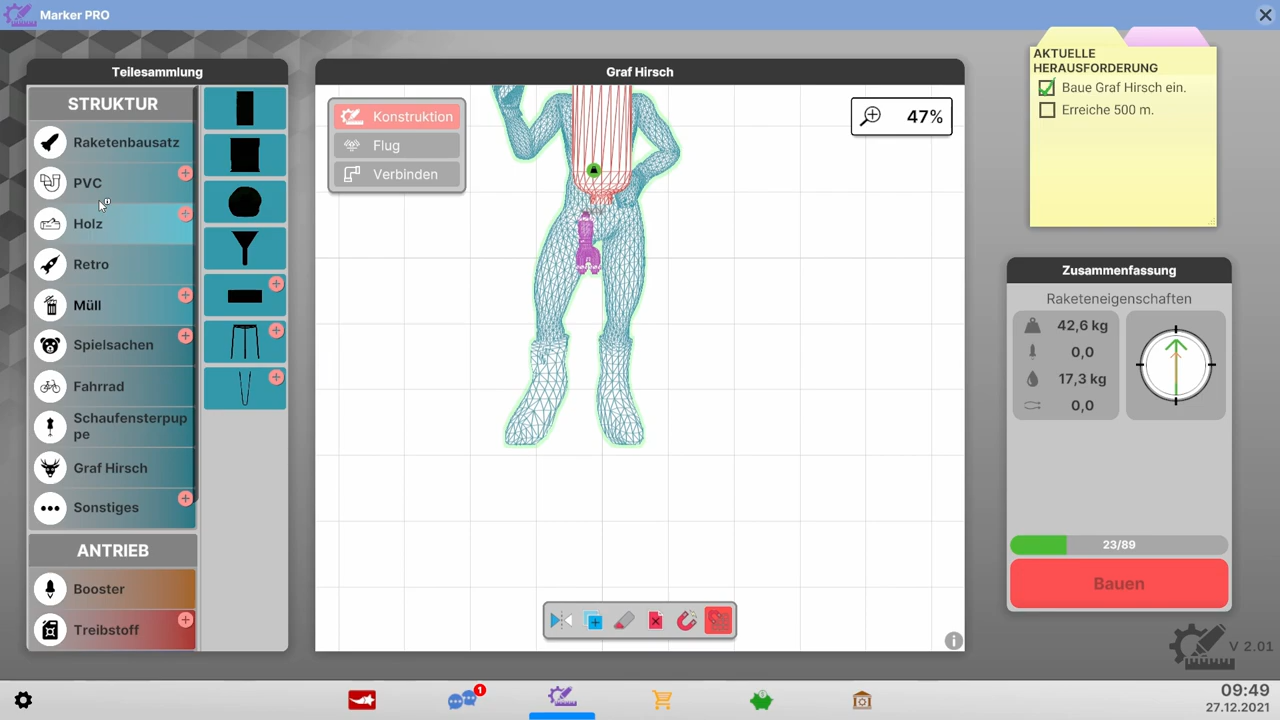 Marker PRO
Teilesammlung
STRUKTUR
Raketenbausatz
PVC
Holz
Retro
Müll
Spielsachen
Fahrrad
Schaufensterpup
pe
Graf Hirsch
Sonstiges
ANTRIEB
Booster
Treibstoff
Graf Hirsch
Konstruktion
Flug
Verbinden
47%
AKTUELLE
HERAUSFORDERUNG
Baue Graf Hirsch ein.
Erreiche 500 m.
Zusammenfassung
Raketeneigenschaften
42,6 kg
0,0
17,3 kg
0,0
23/89
Bauen
V 2.01
1
09:49
27.12.2021